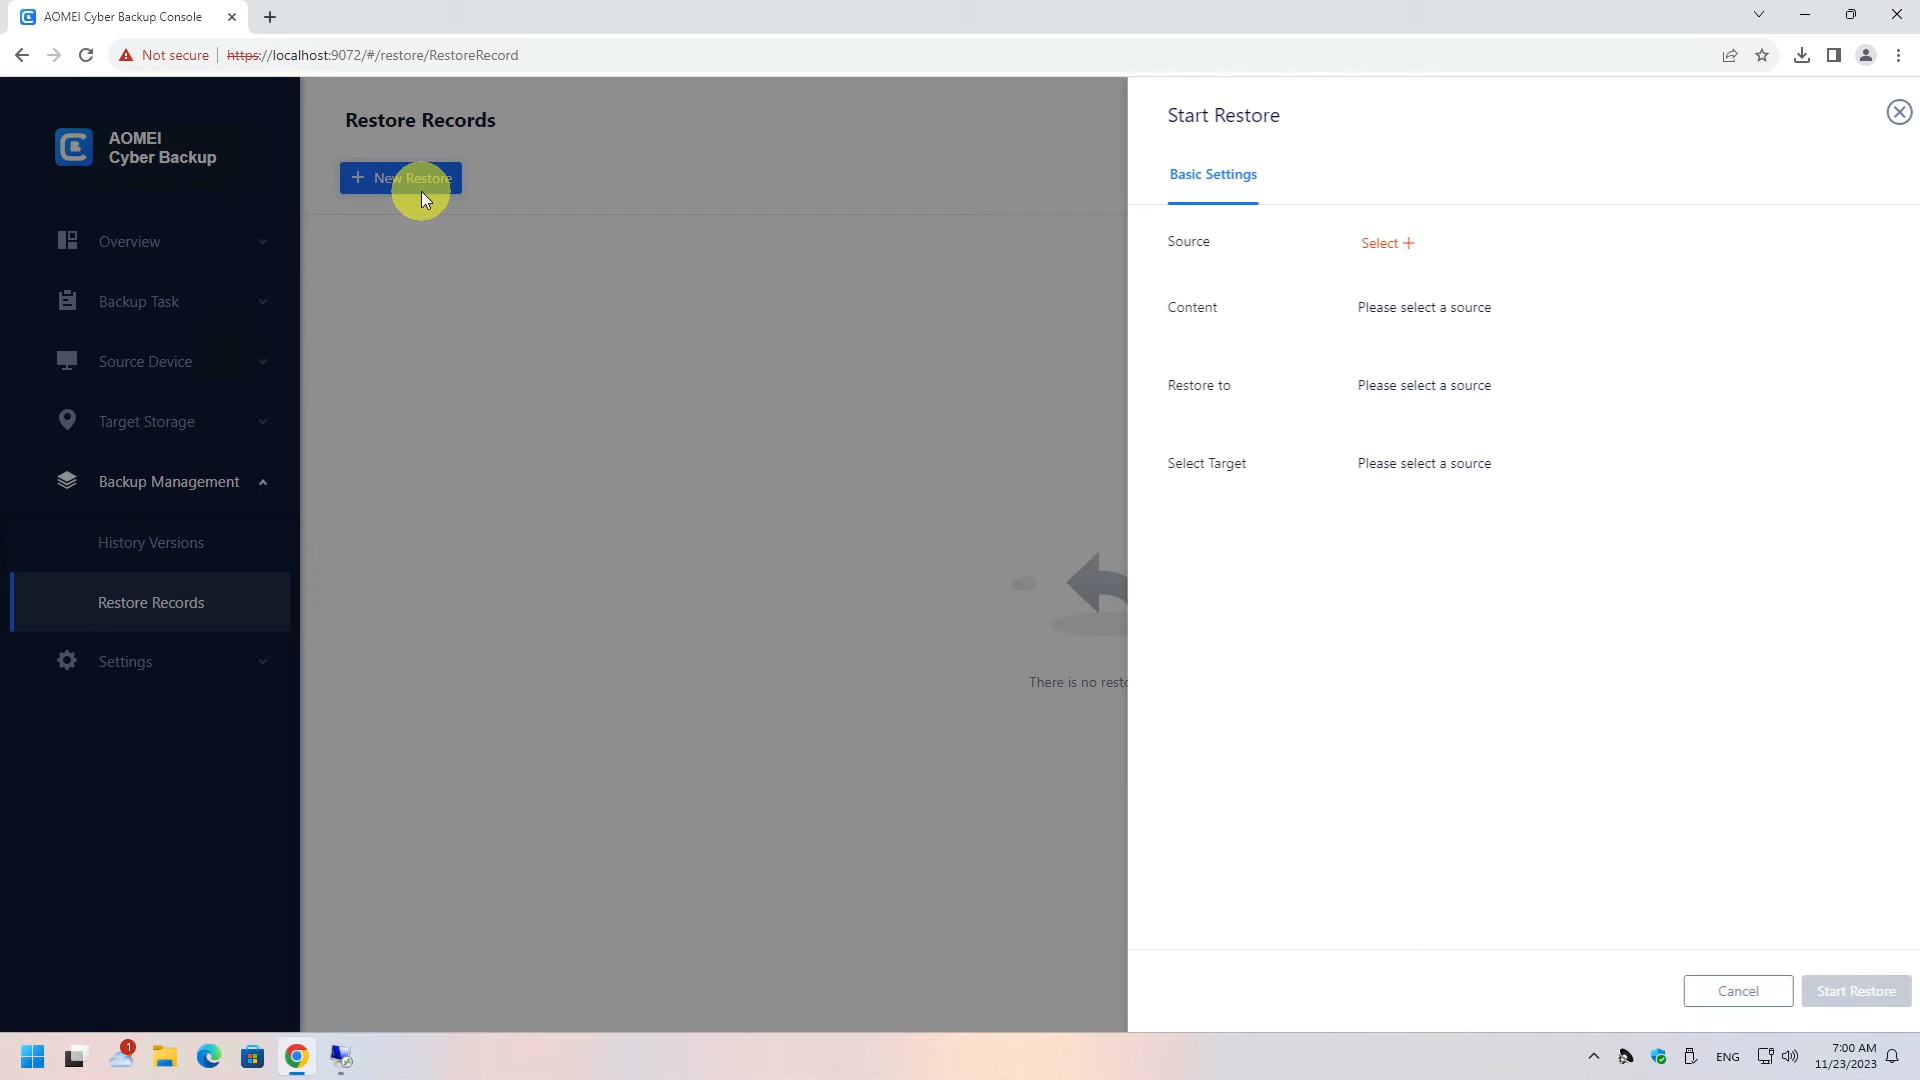 AOMEI Cyber Backup Console
Not secure
https://localhost:9072/#/restore/RestoreRecord
AOMEI
Cyber Backup
Overview
Backup Task
Source Device
Target Storage
Backup Management
History Versions
Restore Records
Settings
Restore Records
New Restore
There is no resto
Start Restore
Basic Settings
Source
Select
Content
Please select a source
Restore to
Please select a source
Select Target
Please select a source
Cancel
Start Restore
1
ENG
7:00 AM
11/23/2023